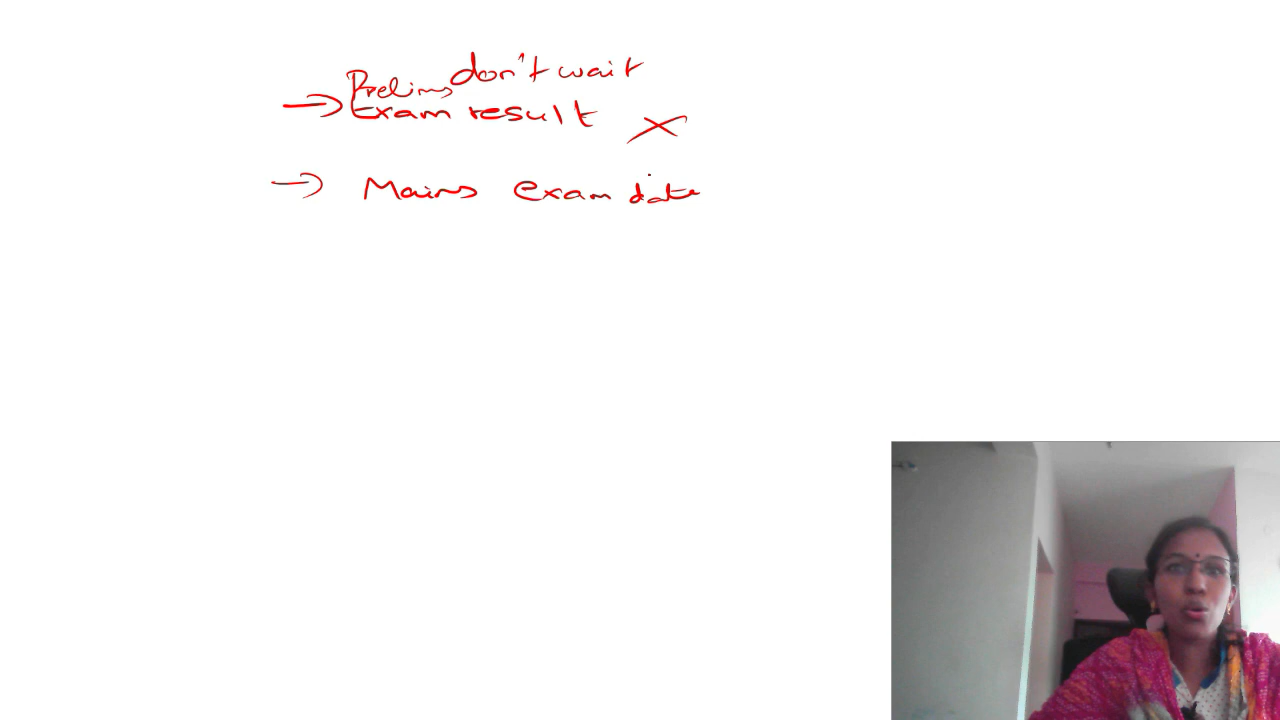 don't wait
Prelims
→ Exam result ×
→ Mains exam date